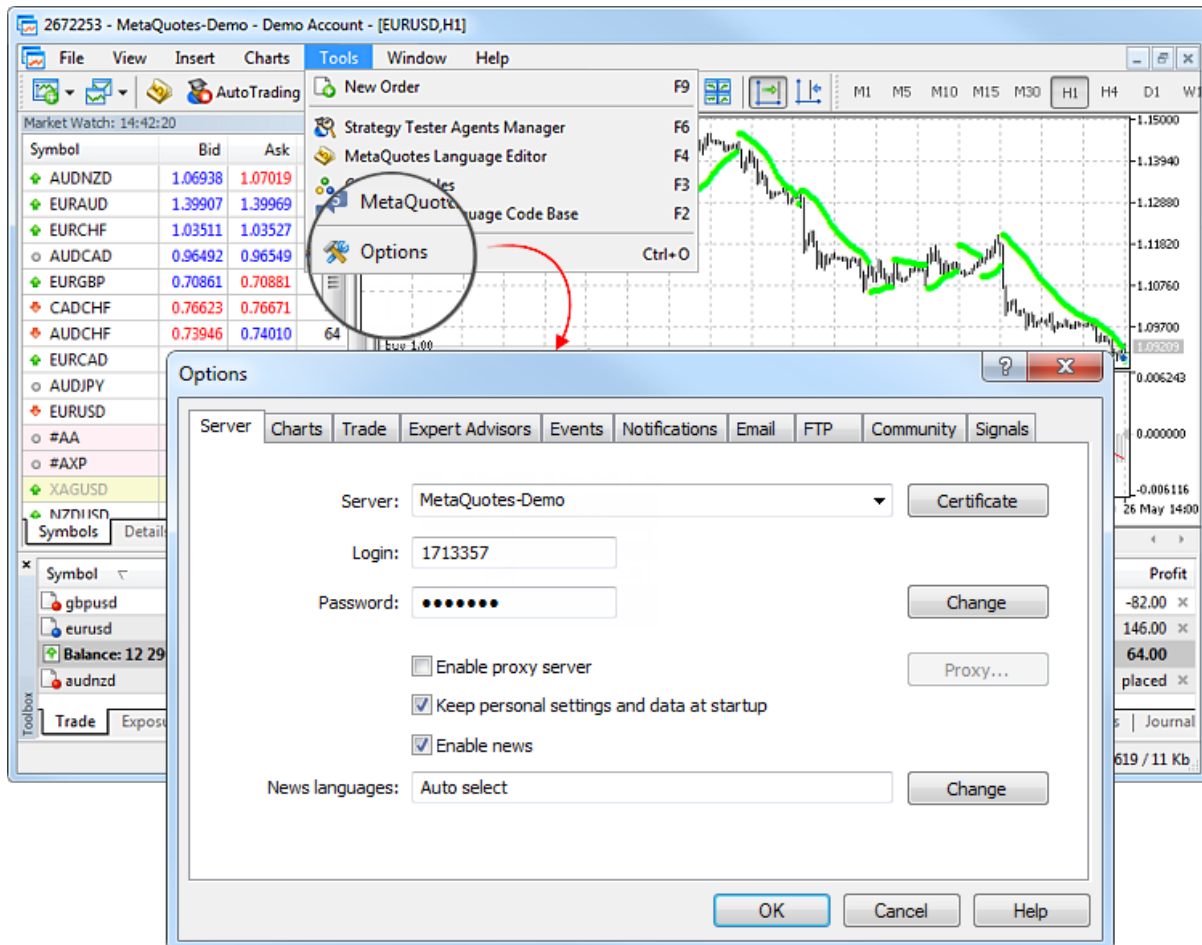 2672253 - MetaQuotes-Demo - Demo Account - [EURUSD,H1]
File View Insert Charts Tools Window Help
AutoTrading
M1 M5 M10 M15 M30 H1 H4 D1 W1
New Order F9
Strategy Tester Agents Manager F6
MetaQuotes Language Editor F4
F3
MetaQuot
Code Base F2
Options Ctrl+O
Market Watch: 14:42:20
Symbol Bid Ask
AUDNZD 1.06938 1.07019
EURAUD 1.39907 1.39969
EURCHF 1.03511 1.03527
AUDCAD 0.96492 0.96549
EURGBP 0.70861 0.70881
CADCHF 0.76623 0.76671
AUDCHF 0.73946 0.74010 64
EURCAD
AUDJPY
EURUSD
#AA
#AXP
XAGUSD
NZDUSD
Symbols Details
buy 1.00
1.15000
1.13940
1.12880
1.11820
1.10760
1.09700
1.09209
0.006243
0.000000
-0.006116
26 May 14:00
Symbol Profit
gbpusd -82.00
eurusd 146.00
Balance: 12 29 64.00
audnzd placed
Toolbox
Trade Exposu
s Journal
619 / 11 Kb
Options
Server Charts Trade Expert Advisors Events Notifications Email FTP Community Signals
Server: MetaQuotes-Demo Certificate
Login: 1713357
Password: ••••••• Change
Enable proxy server Proxy...
Keep personal settings and data at startup
Enable news
News languages: Auto select Change
OK Cancel Help